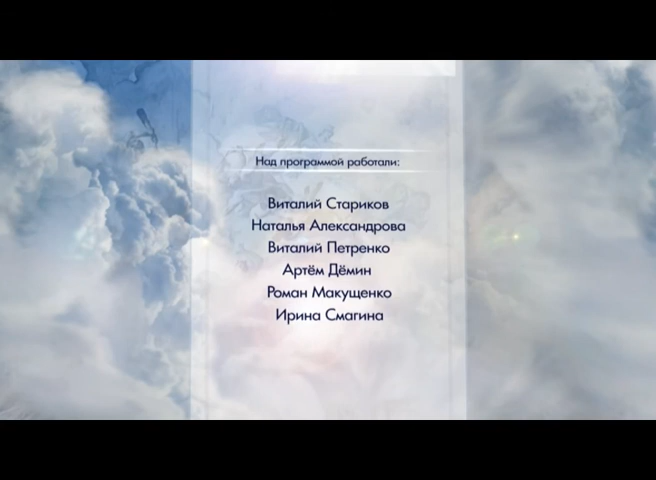 Над программой работали:
Виталий Стариков
Наталья Александрова
Виталий Петренко
Артём Дёмин
Роман Макущенко
Ирина Смагина